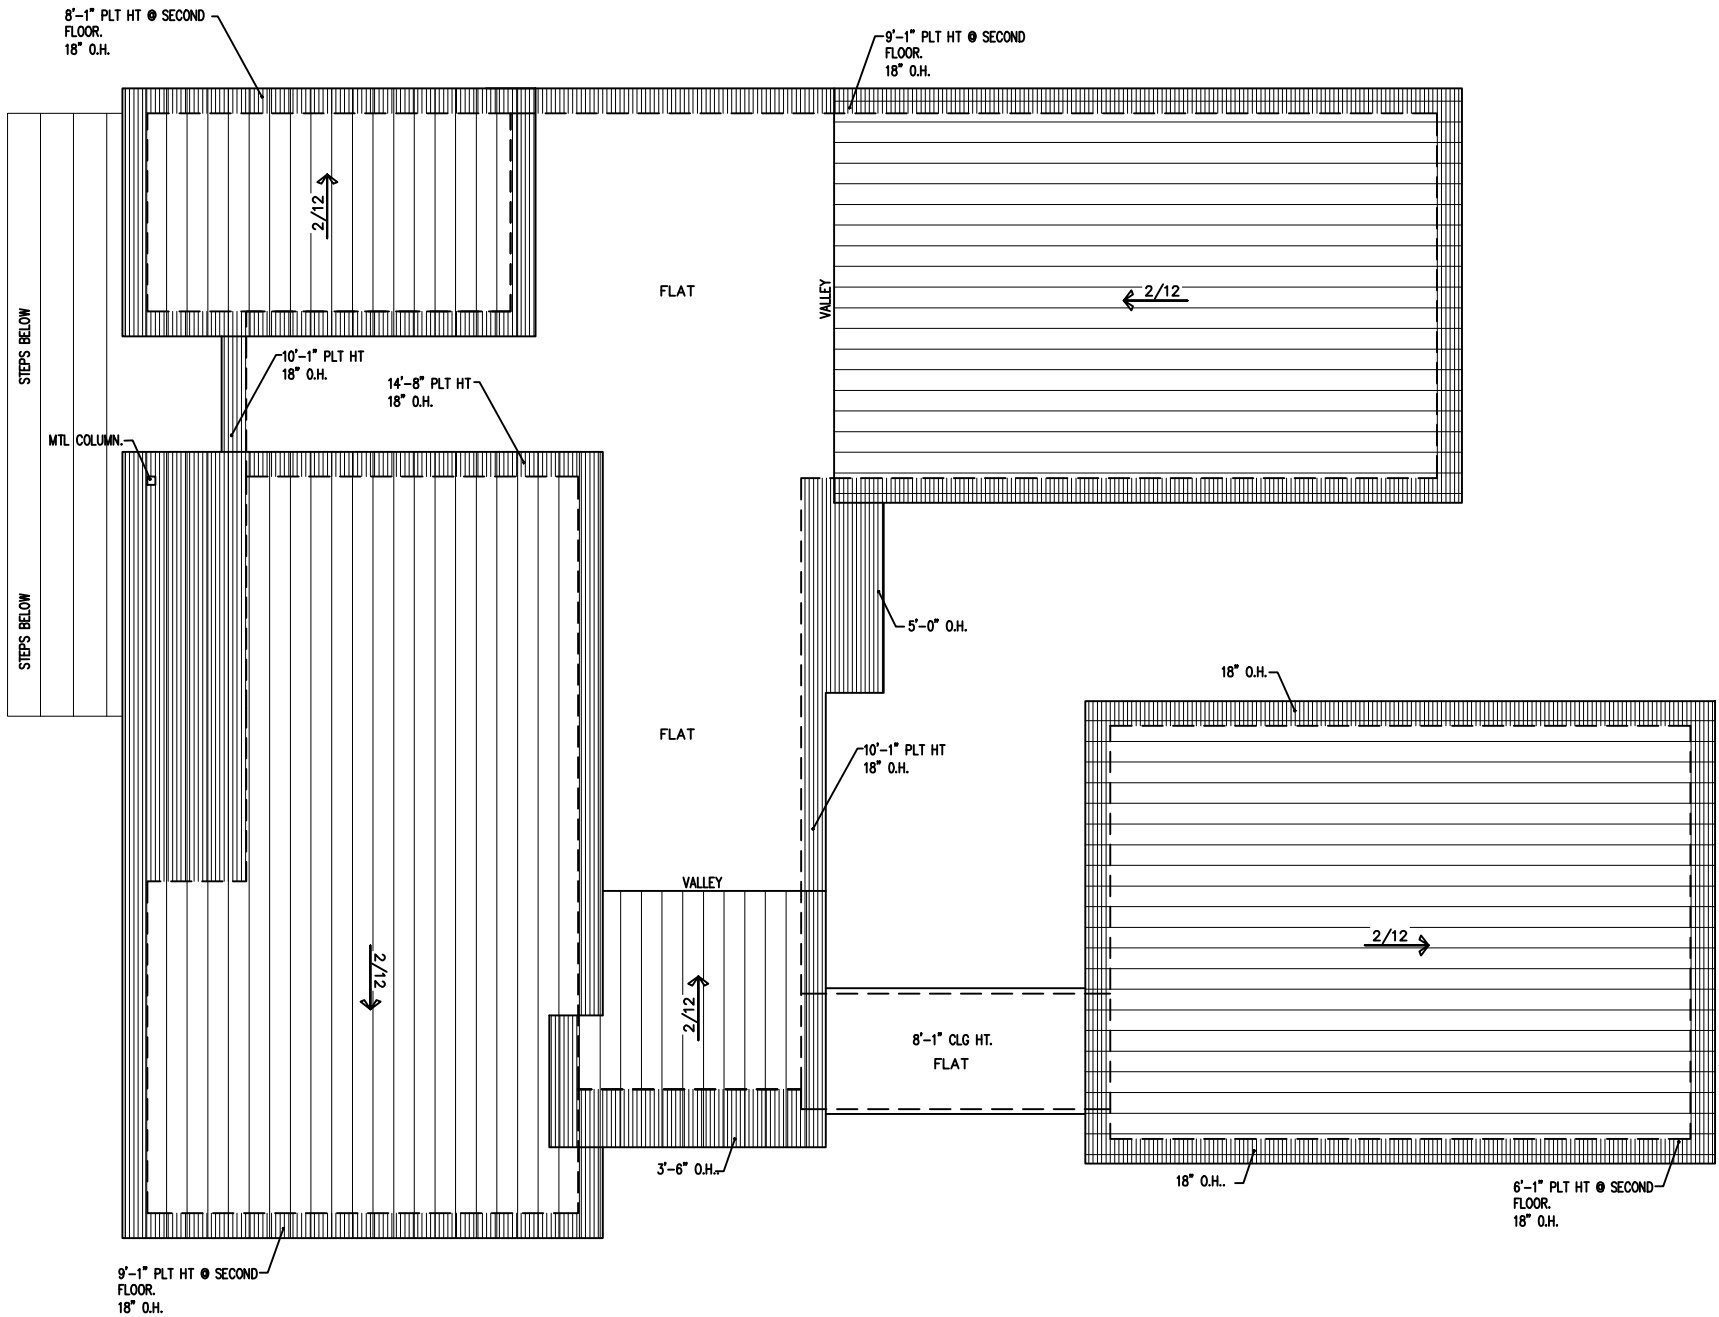 8'-1" PLT HT @ SECOND
FLOOR.
18" O.H.
9'-1" PLT HT @ SECOND
FLOOR.
18" O.H.
2/12
FLAT
VALLEY
2/12
STEPS BELOW
10'-1" PLT HT
18" O.H.
14'-8" PLT HT
18" O.H.
MTL COLUMN.
5'-0" O.H.
STEPS BELOW
18" O.H.
FLAT
10'-1" PLT HT
18" O.H.
VALLEY
2/12
2/12
2/12
8'-1" CLG HT.
FLAT
3'-6" O.H..
18" O.H..
6'-1" PLT HT @ SECOND
FLOOR.
18" O.H.
9'-1" PLT HT @ SECOND
FLOOR.
18" O.H.